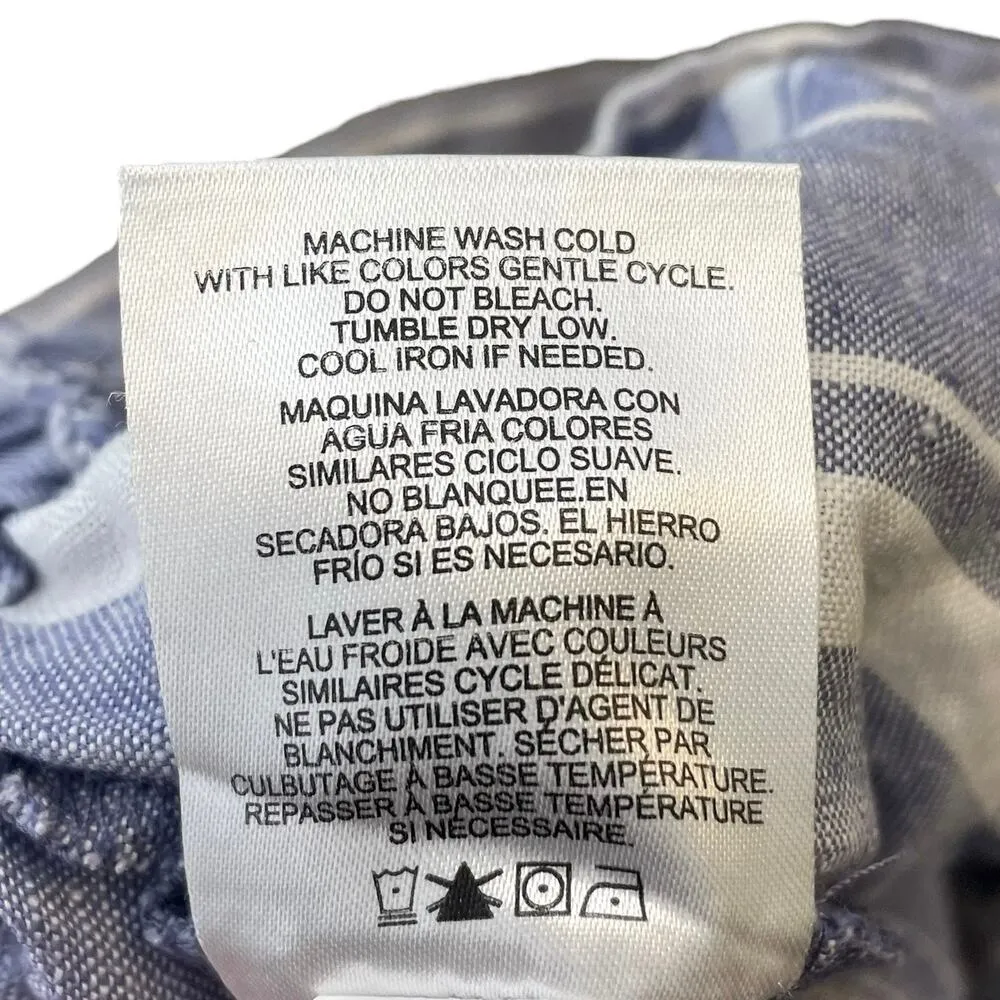 MACHINE WASH COLD
WITH LIKE COLORS GENTLE CYCLE.
DO NOT BLEACH.
TUMBLE DRY LOW.
COOL IRON IF NEEDED.
MAQUINA LAVADORA CON
AGUA FRIA COLORES
SIMILARES CICLO SUAVE.
NO BLANQUEE.EN
SECADORA BAJOS. EL HIERRO
FRÍO SI ES NECESARIO.
LAVER À LA MACHINE À
L'EAU FROIDE AVEC COULEURS
SIMILAIRES CYCLE DÉLICAT.
NE PAS UTILISER D'AGENT DE
BLANCHIMENT. SÉCHER PAR
CULBUTAGE À BASSE TEMPÉRATURE.
REPASSER À BASSE TEMPÉRATURE
SI NÉCESSAIRE.